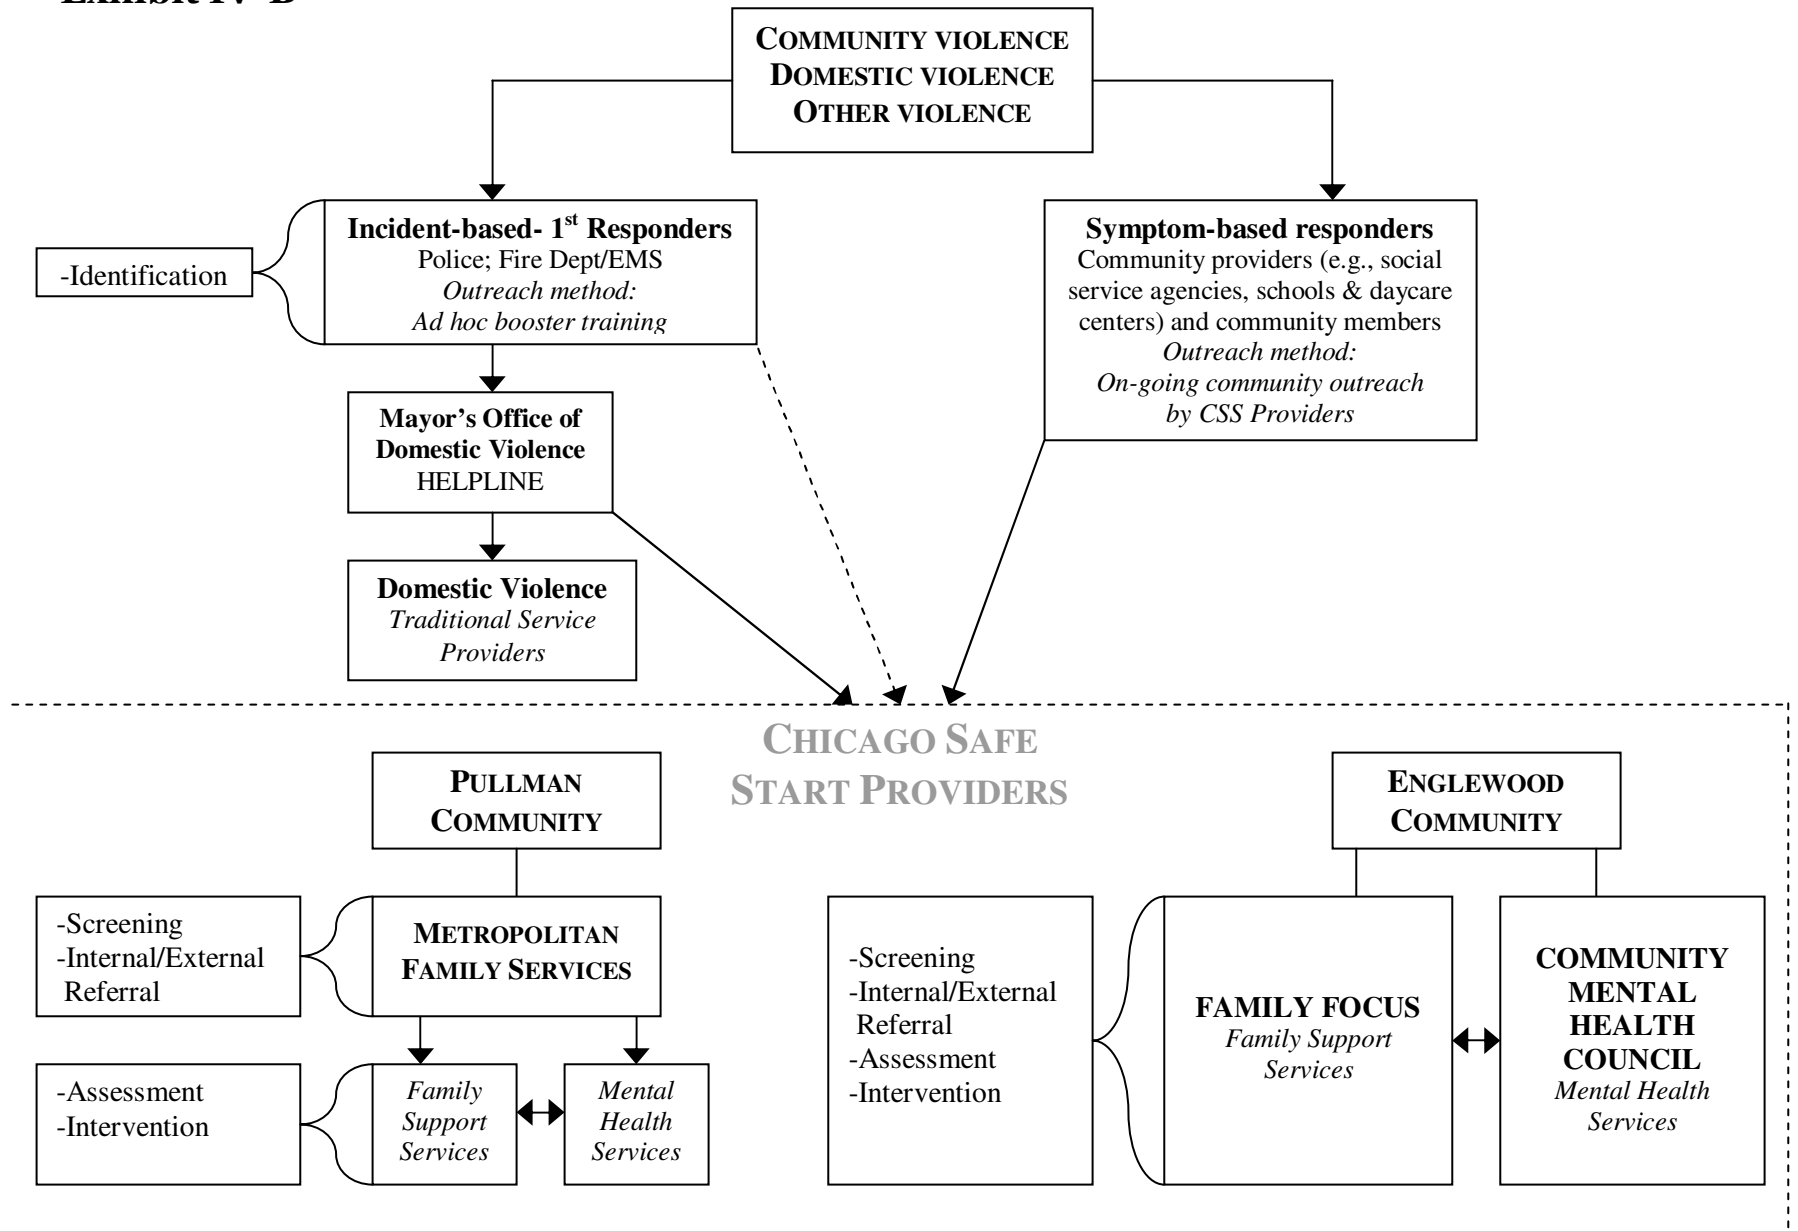 COMMUNITY VIOLENCE
DOMESTIC VIOLENCE
OTHER VIOLENCE
-Identification
Incident-based- 1st Responders
Police; Fire Dept/EMS
Outreach method:
Ad hoc booster training
Symptom-based responders
Community providers (e.g., social
service agencies, schools & daycare
centers) and community members
Outreach method:
On-going community outreach
by CSS Providers
Mayor’s Office of
Domestic Violence
HELPLINE
Domestic Violence
Traditional Service
Providers
CHICAGO SAFE
START PROVIDERS
PULLMAN
COMMUNITY
ENGLEWOOD
COMMUNITY
-Screening
-Internal/External
Referral
METROPOLITAN
FAMILY SERVICES
-Assessment
-Intervention
Family
Support
Services
Mental
Health
Services
-Screening
-Internal/External
Referral
-Assessment
-Intervention
FAMILY FOCUS
Family Support
Services
COMMUNITY
MENTAL
HEALTH
COUNCIL
Mental Health
Services